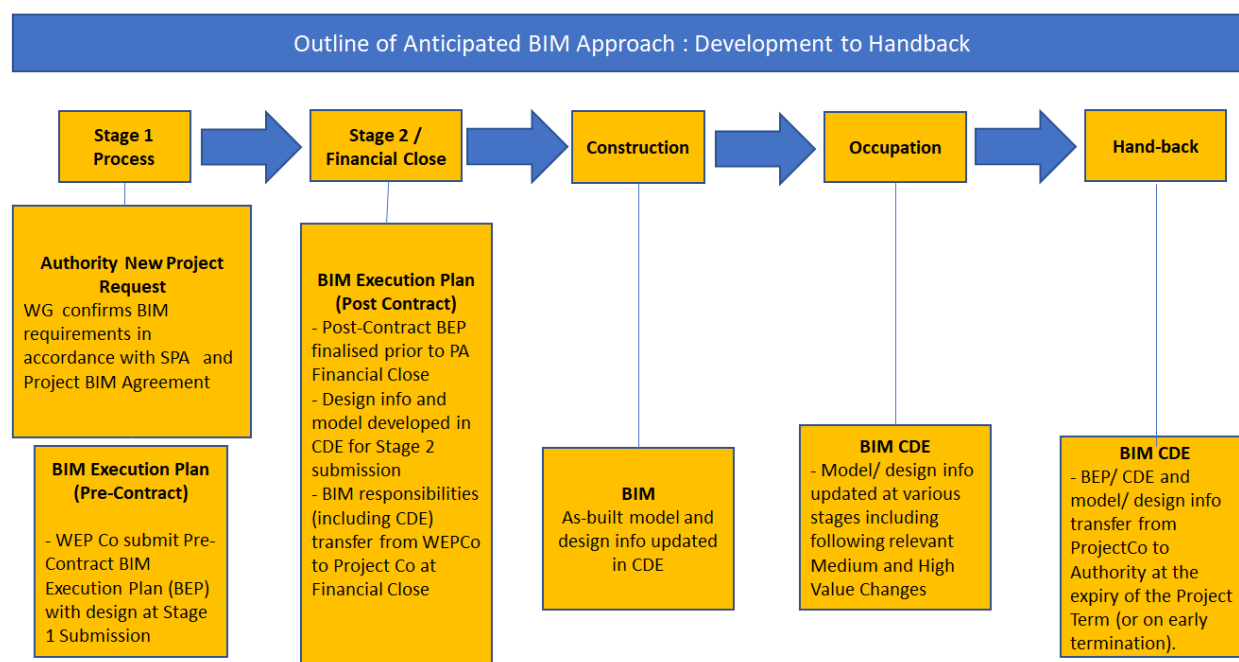 Outline of Anticipated BIM Approach : Development to Handback
Stage 1
Process
Stage 2 /
Financial Close
Construction
Occupation
Hand-back
Authority New Project
Request
WG confirms BIM
requirements in
accordance with SPA and
Project BIM Agreement
BIM Execution Plan
(Pre-Contract)
- WEP Co submit Pre-
Contract BIM
Execution Plan (BEP)
with design at Stage
1 Submission
BIM Execution Plan
(Post Contract)
- Post-Contract BEP
finalised prior to PA
Financial Close
- Design info and
model developed in
CDE for Stage 2
submission
- BIM responsibilities
(including CDE)
transfer from WEPCo
to Project Co at
Financial Close
BIM
As-built model and
design info updated
in CDE
BIM CDE
- Model/ design info
updated at various
stages including
following relevant
Medium and High
Value Changes
BIM CDE
- BEP/ CDE and
model/ design info
transfer from
ProjectCo to
Authority at the
expiry of the Project
Term (or on early
termination).